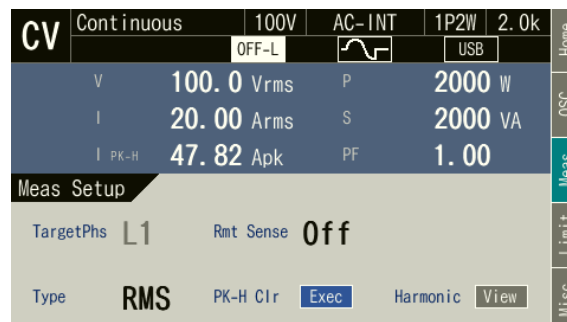 CV Continuous 100V AC-INT 1P2W 2.0k
OFF-L USB
V 100.0 Vrms P 2000 W
I 20.00 Arms S 2000 VA
I PK-H 47.82 Apk PF 1.00
Meas Setup
TargetPhs L1 Rmt Sense Off
Type RMS PK-H Clr Exec Harmonic View
Home
OSC
Meas
Limit
Misc